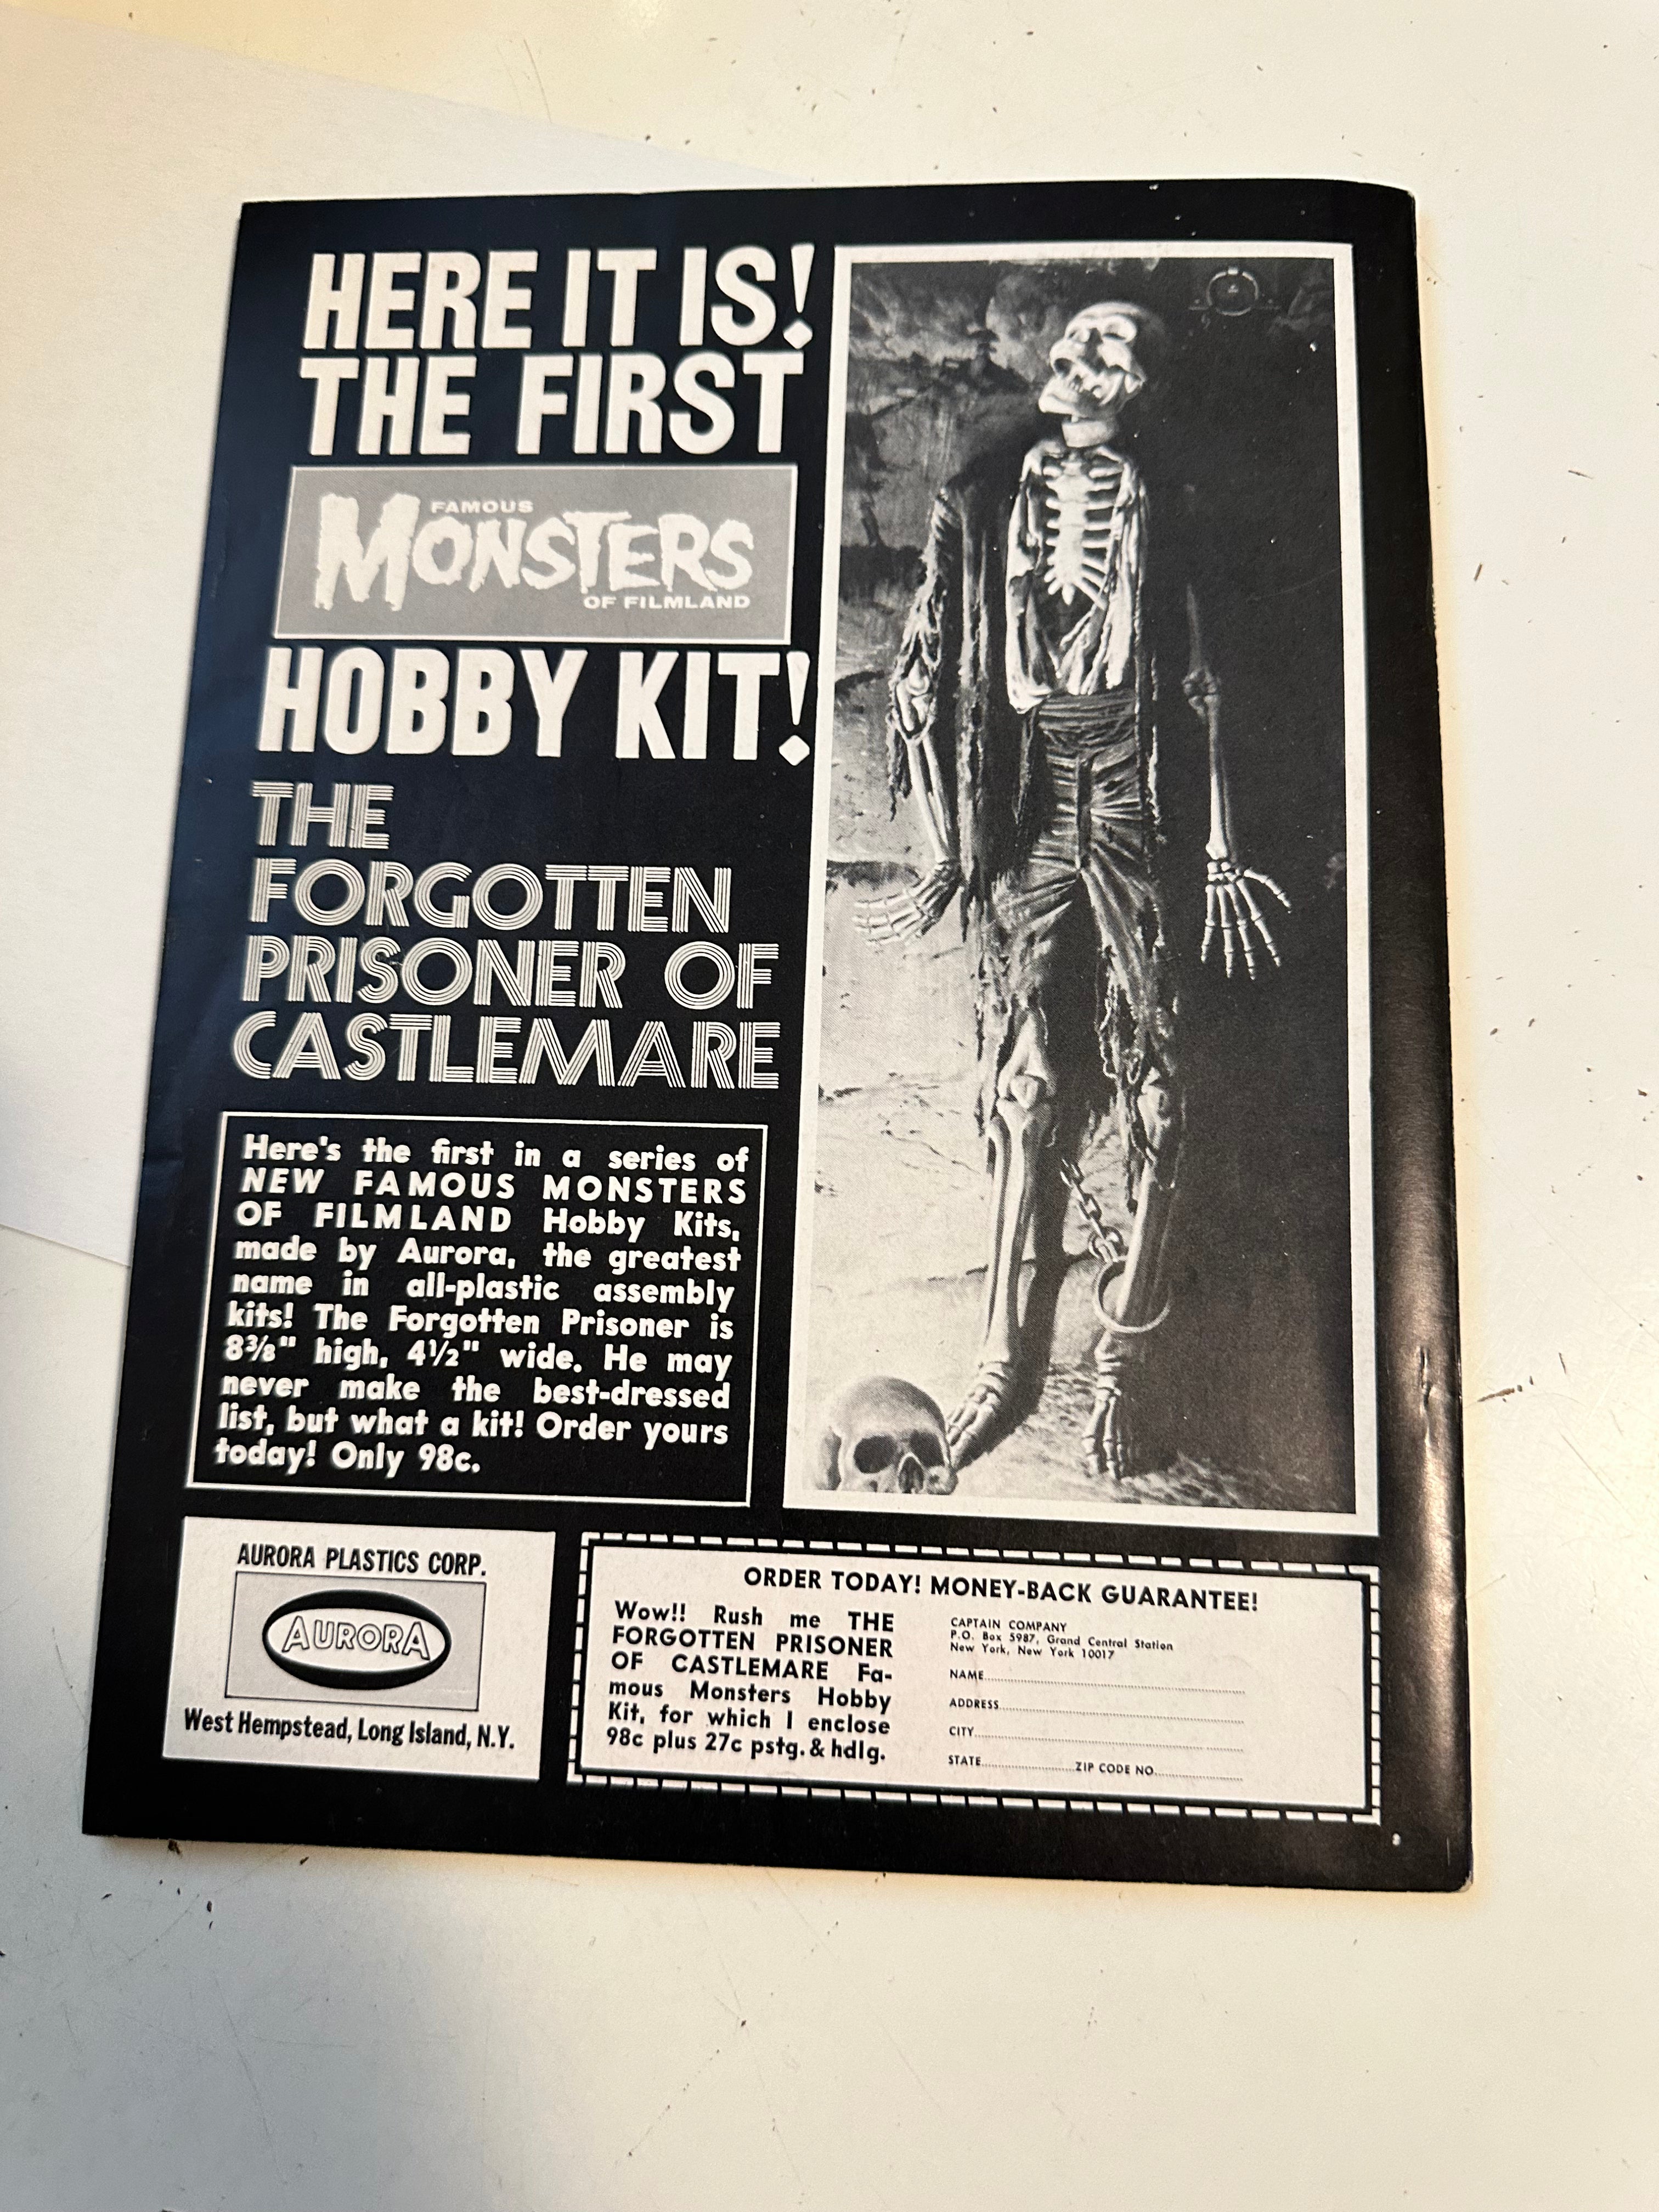 HERE IT IS!
THE FIRST
FAMOUS
MONSTERS
OF FILMLAND
HOBBY KIT!
THE
FORGOTTEN
PRISONER OF
CASTLEMARE
Here's the first in a series of
NEW FAMOUS MONSTERS
OF FILMLAND Hobby Kits,
made by Aurora, the greatest
name in all-plastic assembly
kits! The Forgotten Prisoner is
8⅜" high, 4½" wide. He may
never make the best-dressed
list, but what a kit! Order yours
today! Only 98c.
AURORA PLASTICS CORP.
AURORA
West Hempstead, Long Island, N.Y.
ORDER TODAY! MONEY-BACK GUARANTEE!
Wow!! Rush me THE
FORGOTTEN PRISONER
OF CASTLEMARE Fa-
mous Monsters Hobby
Kit, for which I enclose
98c plus 27c pstg. & hdlg.
CAPTAIN COMPANY
P.O. Box 5987, Grand Central Station
New York, New York 10017
NAME
ADDRESS
CITY
STATE ZIP CODE NO.